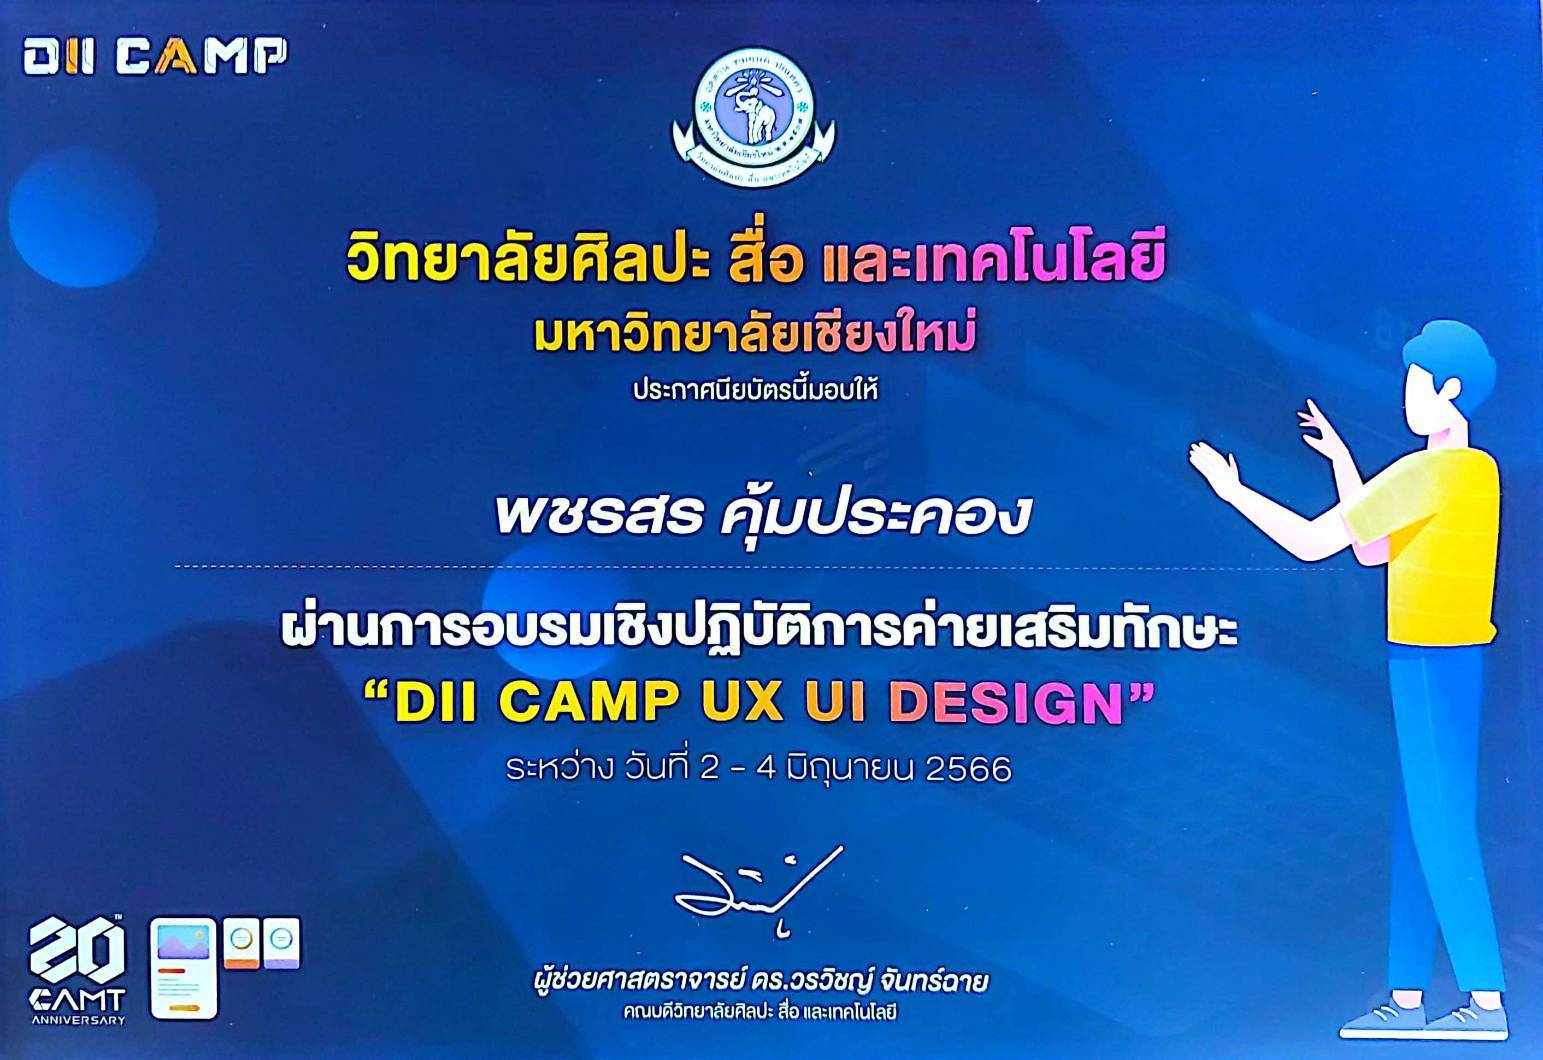 DII CAMP
วิทยาลัยศิลปะ สื่อ และเทคโนโลยี
มหาวิทยาลัยเชียงใหม่
ประกาศนียบัตรนี้มอบให้
พชรสร คุ้มประคอง
ผ่านการอบรมเชิงปฏิบัติการค่ายเสริมทักษะ
“DII CAMP UX UI DESIGN”
ระหว่าง วันที่ 2 - 4 มิถุนายน 2566
ผู้ช่วยศาสตราจารย์ ดร.วรวิชญ์ จันทร์ฉาย
คณบดีวิทยาลัยศิลปะ สื่อ และเทคโนโลยี
20 TM
CAMT
ANNIVERSARY